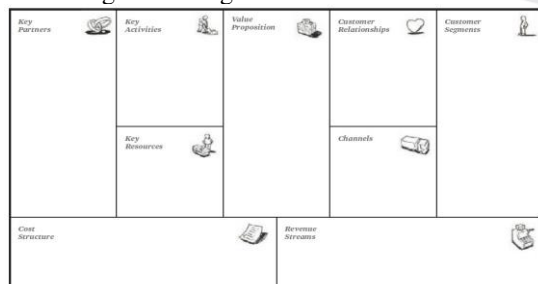 Key
Partners
Key
Activities
Value
Proposition
Customer
Relationships
Customer
Segments
Key
Resources
Channels
Cost
Structure
Revenue
Streams